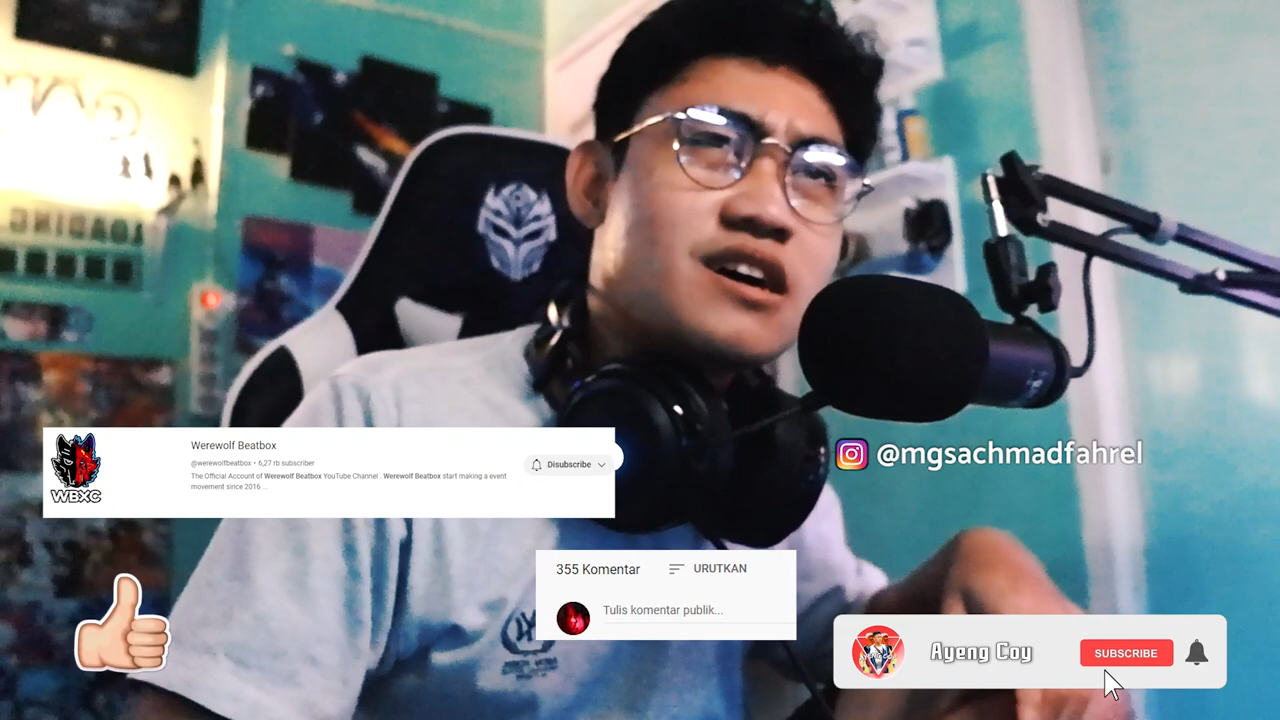 Werewolf Beatbox
@werewolfbeatbox • 6,27 rb subscriber
The Official Account of Werewolf Beatbox YouTube Channel . Werewolf Beatbox start making a event
movement since 2016 ...
Disubscribe
WBXC
@mgsachmadfahrel
355 Komentar
URUTKAN
Tulis komentar publik...
Ayeng Coy
SUBSCRIBE